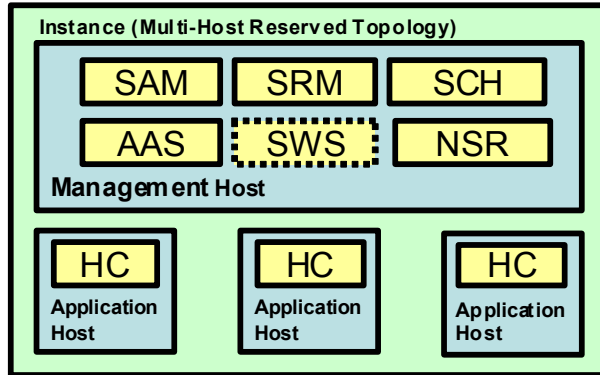 Instance (Multi-Host Reserved Topology)
SAM SRM SCH
AAS SWS NSR
Management Host
HC HC HC
Application Application Application
Host Host Host